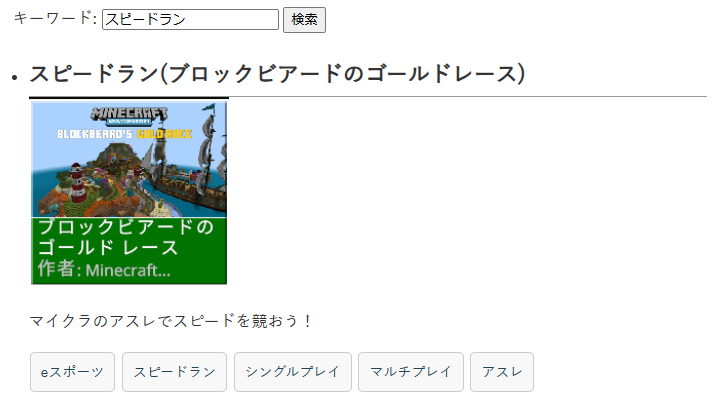 キーワード: スピードラン 検索
スピードラン(ブロックビアードのゴールドレース)
MINECRAFT
BLOCKBEARD'S GOLD RACE
ブロックビアードの
ゴールド レース
作者: Minecraft...
マイクラのアスレでスピードを競おう！
eスポーツ スピードラン シングルプレイ マルチプレイ アスレ